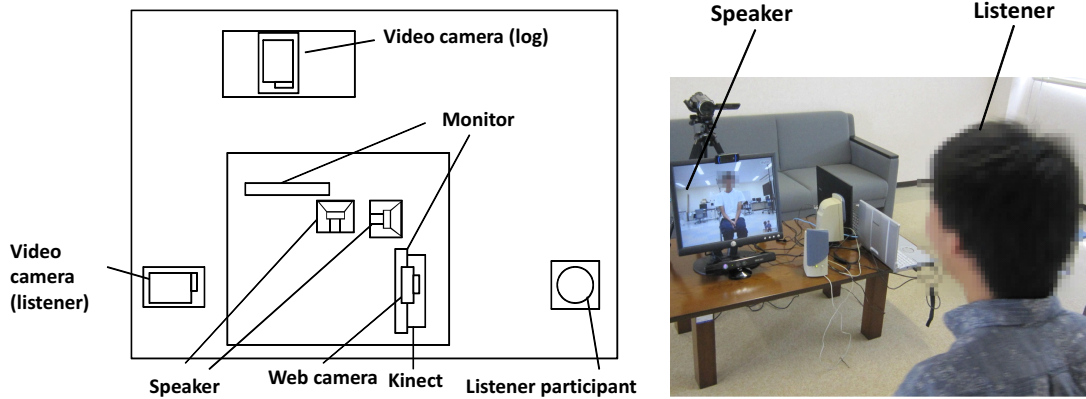 Video camera (log)
Monitor
Video
camera
(listener)
Speaker
Web camera
Kinect
Listener participant
Speaker
Listener